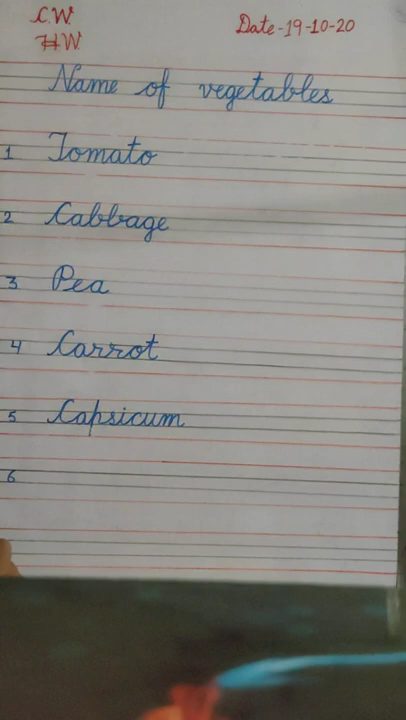 C.W
HW
Date-19-10-20
Name of vegetables
1 Tomato
2 Cabbage
3 Pea
4 Carrot
5 Capsicum
6